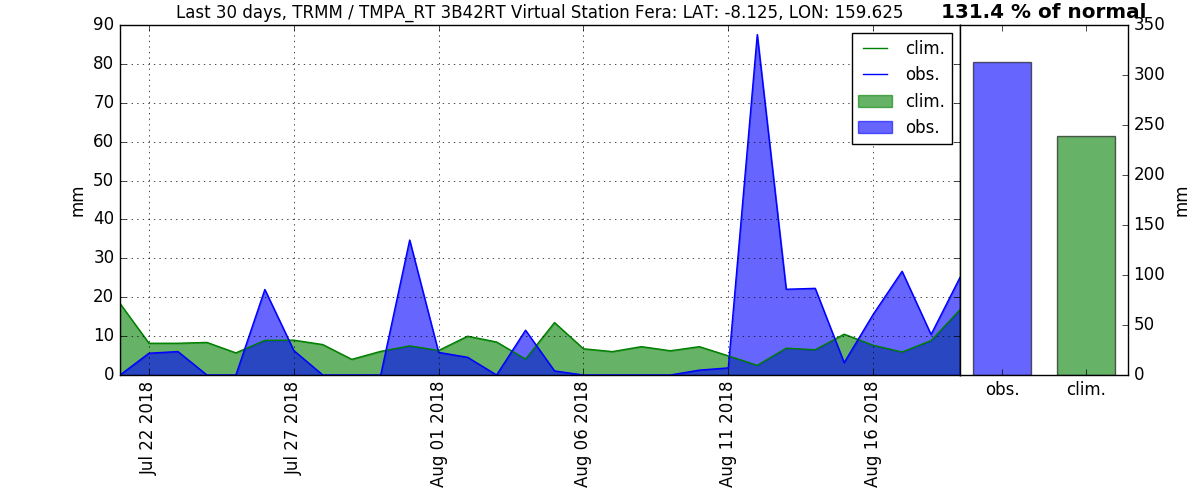 Last 30 days, TRMM / TMPA_RT 3B42RT Virtual Station Fera: LAT: -8.125, LON: 159.625
131.4 % of normal
90
80
70
60
50
40
30
20
10
0
mm
clim.
obs.
clim.
obs.
350
300
250
200
150
100
50
0
mm
Jul 22 2018
Jul 27 2018
Aug 01 2018
Aug 06 2018
Aug 11 2018
Aug 16 2018
obs.
clim.